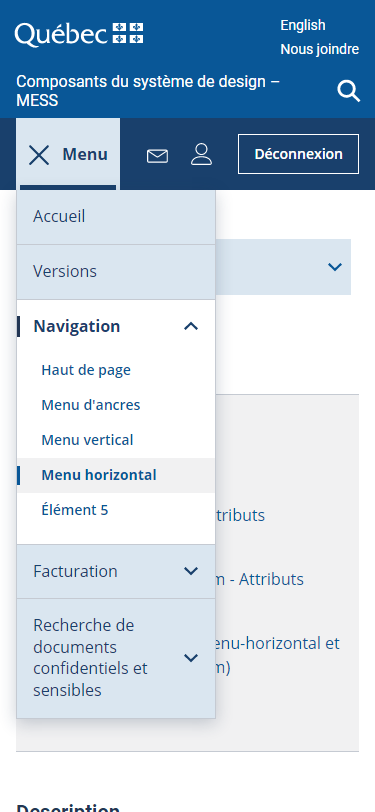 Québec
English
Nous joindre
Composants du système de design –
MESS
Menu
Déconnexion
Accueil
Versions
Navigation
Haut de page
Menu d'ancres
Menu vertical
Menu horizontal
Élément 5
tributs
Facturation
m - Attributs
Recherche de
documents
confidentiels et
sensibles
enu-horizontal et
m)
Description